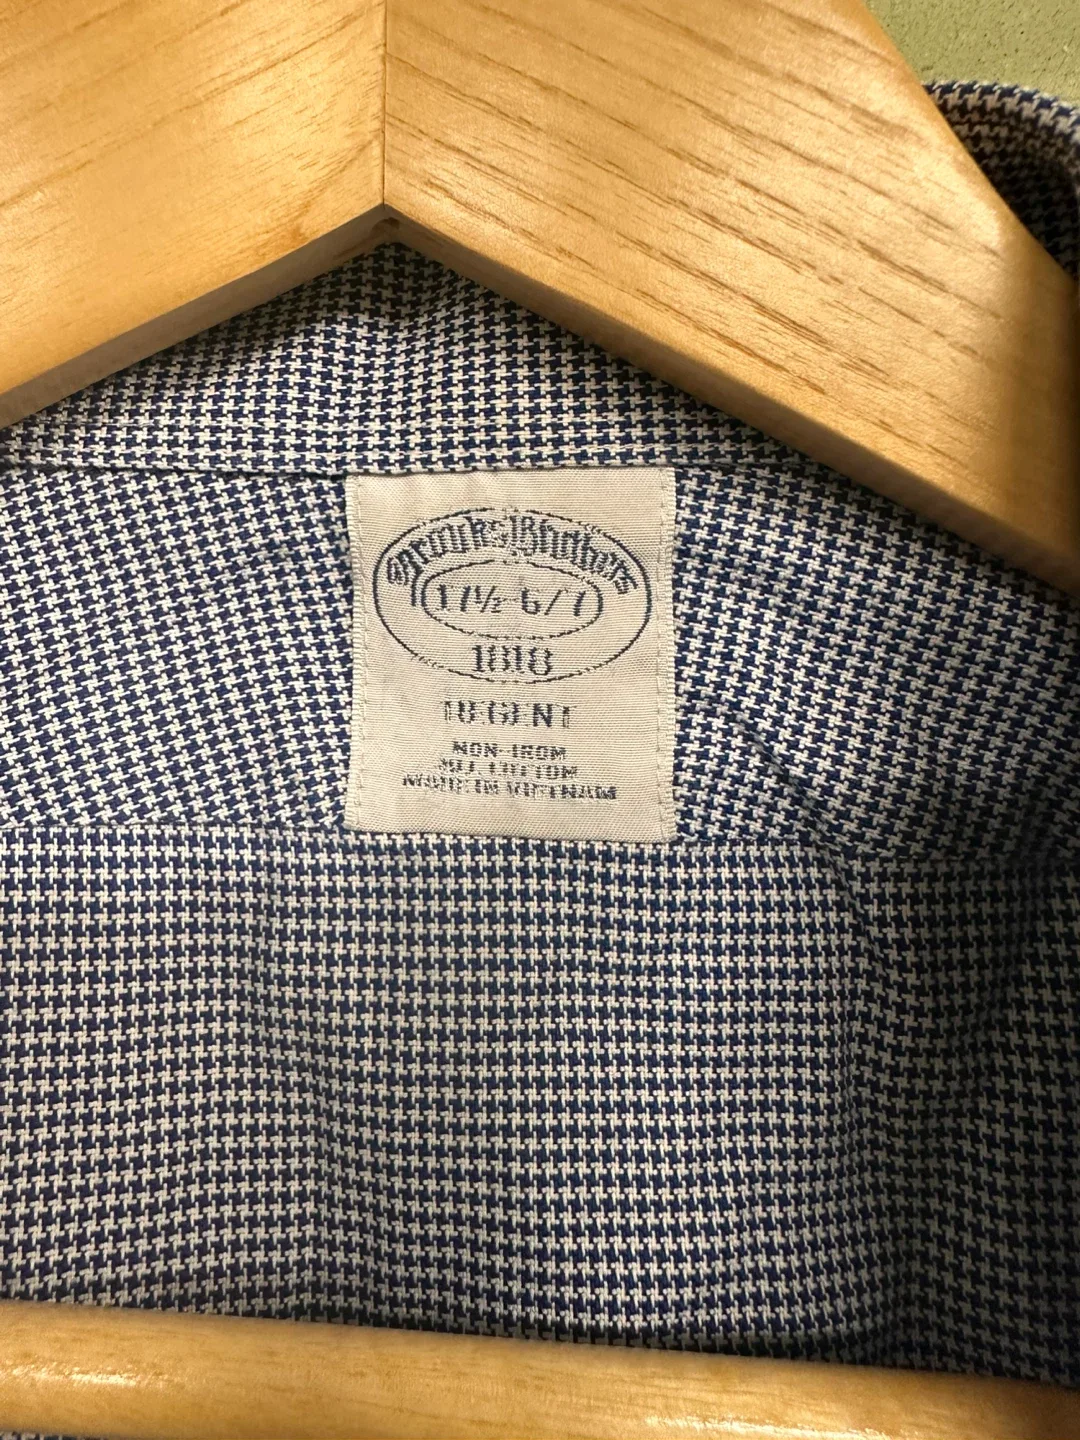 Brooks Brothers
17½-6/7
1818
REGENT
NON-IRON
ALL COTTON
MADE IN VIETNAM